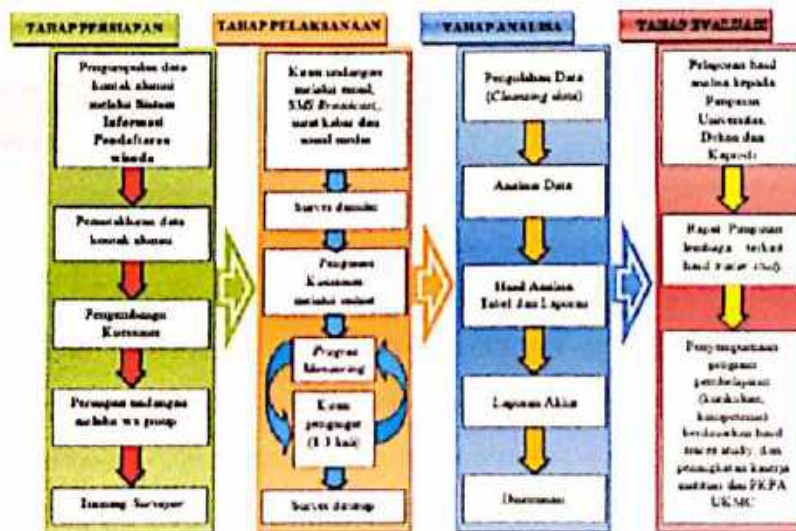 TAHAP PERSIAPAN
Pengumpulan data
kontak alumni
melalui Sistem
Informasi
Pendaftaran
wisuda
Pemutakhiran data
kontak alumni
Pengembangan
Kuesioner
Persiapan undangan
melalui wa group
Training Surveyor
TAHAP PELAKSANAAN
Kirim undangan
melalui email,
SMS Broadcast,
surat kabar dan
sosial media
Survey dimulai
Pengisian
Kuesioner
melalui online
Progres
Monitoring
Kirim
pengingat
(1-3 kali)
Survey ditutup
TAHAP ANALISA
Pengolahan Data
(Cleansing data)
Analisa Data
Hasil Analisa
Tabel dan Laporan
Laporan Akhir
Diseminasi
TAHAP EVALUASI
Pelaporan hasil
analisa kepada
Pimpinan
Universitas,
Dekan dan
Kaprodi
Rapat Pimpinan
lembaga terkait
hasil tracer study
Penyempurnaan
program
pembelajaran
(kurikulum,
kompetensi)
berdasarkan hasil
tracer study dan
peningkatan kinerja
institusi dan PKPA
UKMC